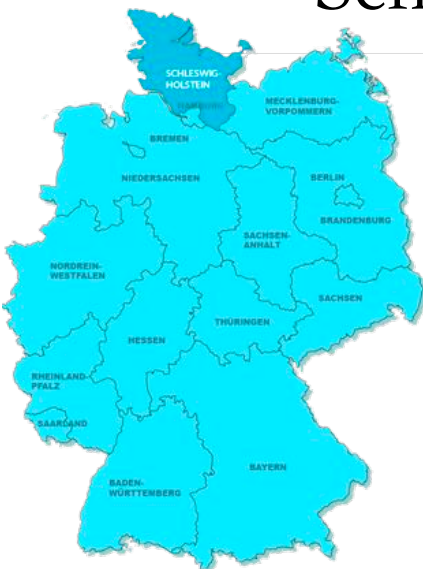 SCHLESWIG-
HOLSTEIN
HAMBURG
MECKLENBURG-
VORPOMMERN
BREMEN
NIEDERSACHSEN
BERLIN
BRANDENBURG
SACHSEN-
ANHALT
NORDREIN-
WESTFALEN
SACHSEN
THÜRINGEN
HESSEN
RHEINLAND-
PFALZ
SAARLAND
BADEN-
WÜRTTEMBERG
BAYERN